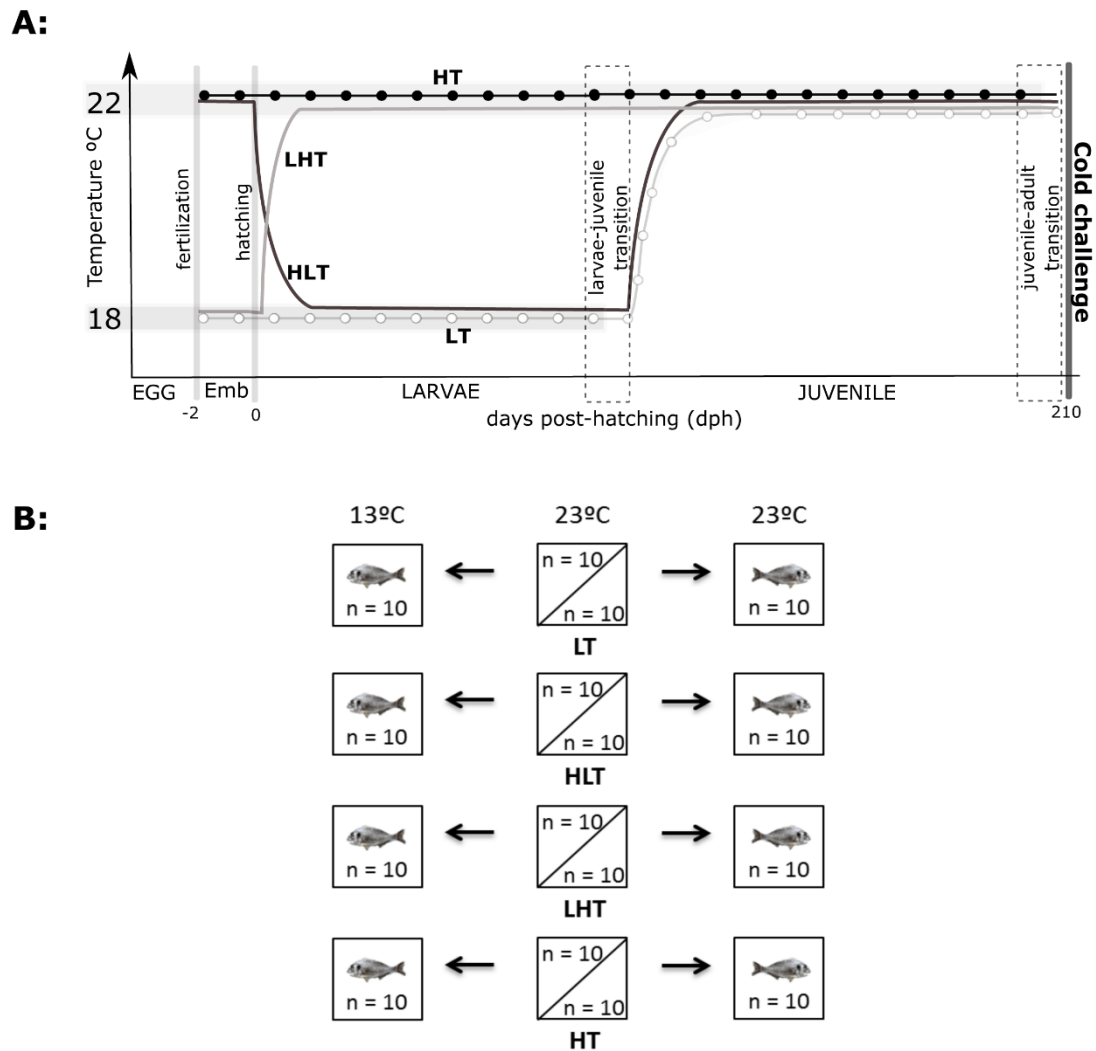 A:
HT
22
Temperature ºC
fertilization
hatching
LHT
HLT
larvae-juvenile
transition
juvenile-adult
transition
Cold challenge
18
LT
EGG
Emb
LARVAE
JUVENILE
-2
0
days post-hatching (dph)
210
B:
13ºC
23ºC
23ºC
n = 10
n = 10
n = 10
n = 10
LT
n = 10
n = 10
n = 10
n = 10
HLT
n = 10
n = 10
n = 10
n = 10
LHT
n = 10
n = 10
n = 10
n = 10
HT